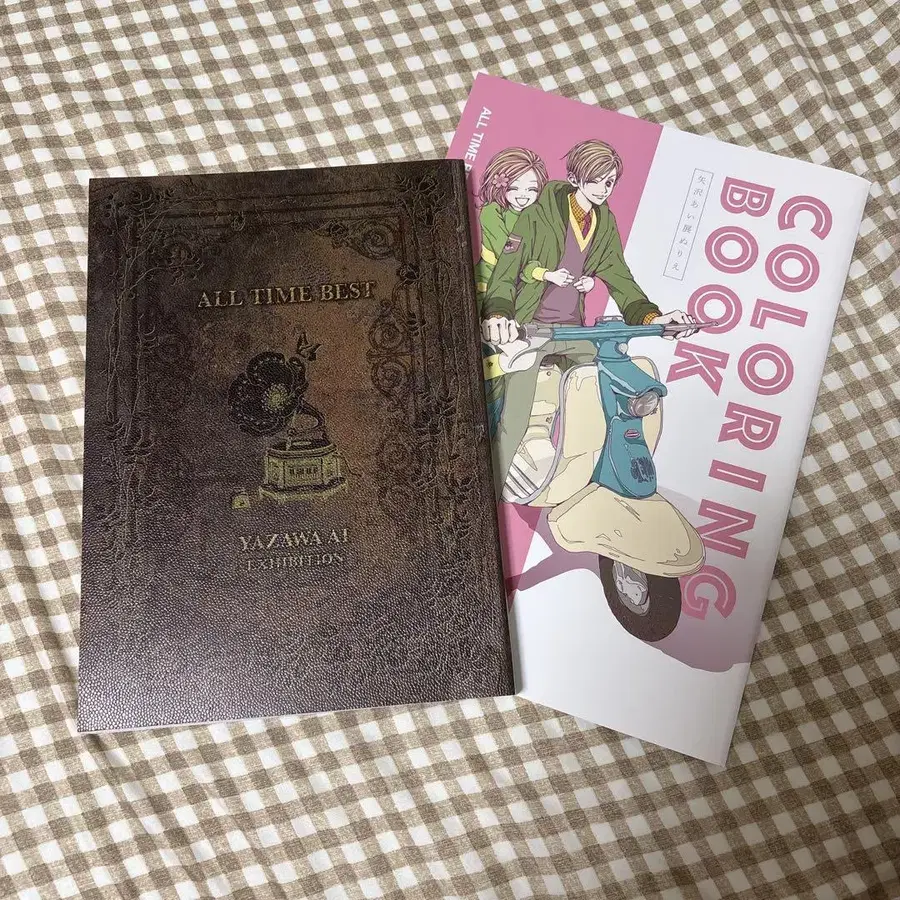 ALL TIME BEST
YAZAWA AI
EXHIBITION
ALL TIME
矢沢あい展ぬりえ
COLORING
BOOK